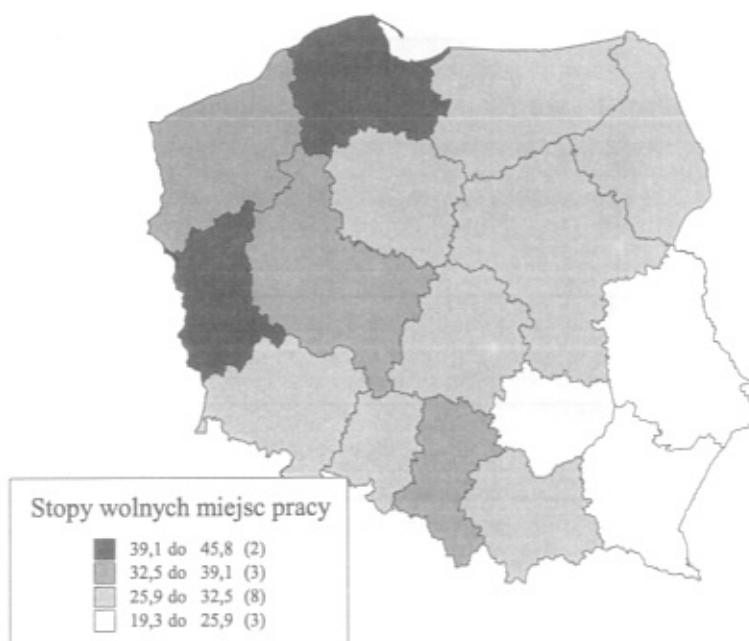 Stopy wolnych miejsc pracy
39,1 do 45,8 (2)
32,5 do 39,1 (3)
25,9 do 32,5 (8)
19,3 do 25,9 (3)